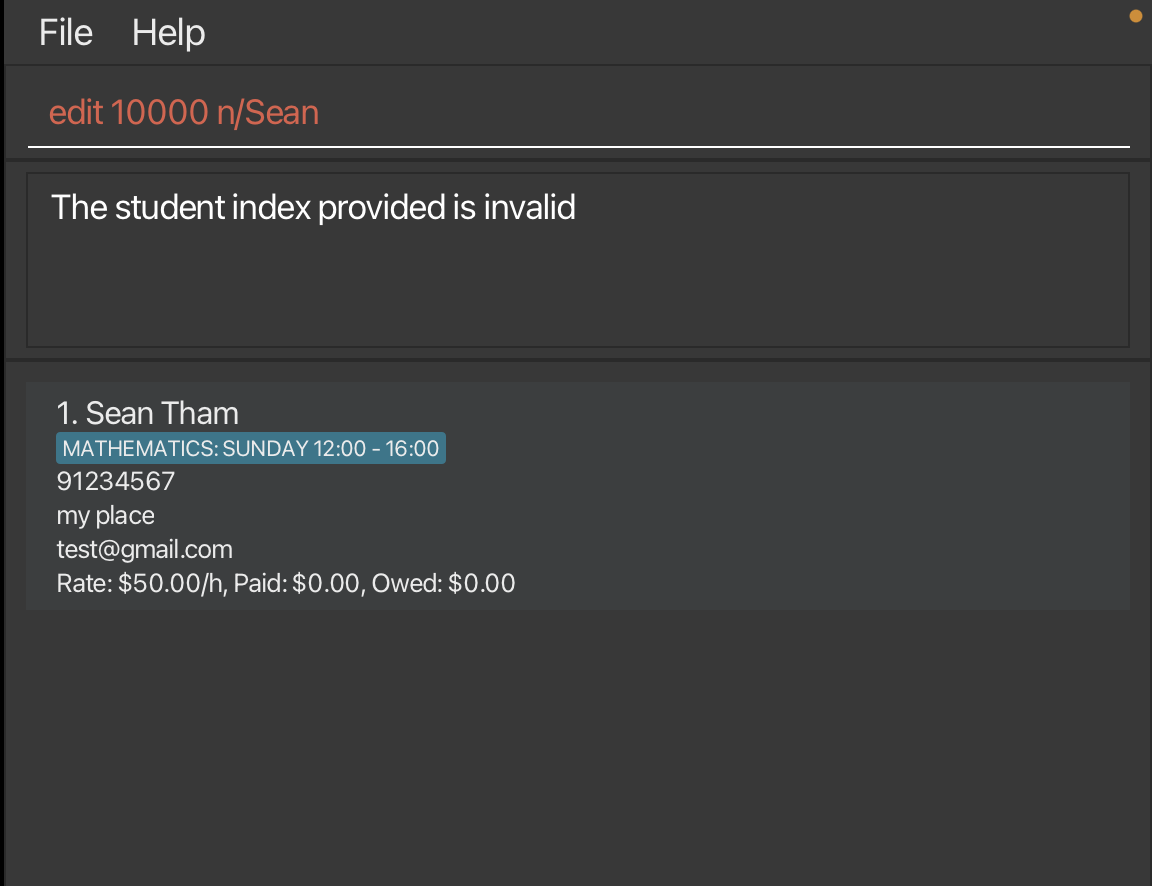 File Help
edit 10000 n/Sean
The student index provided is invalid
1. Sean Tham
MATHEMATICS: SUNDAY 12:00 - 16:00
91234567
my place
test@gmail.com
Rate: $50.00/h, Paid: $0.00, Owed: $0.00